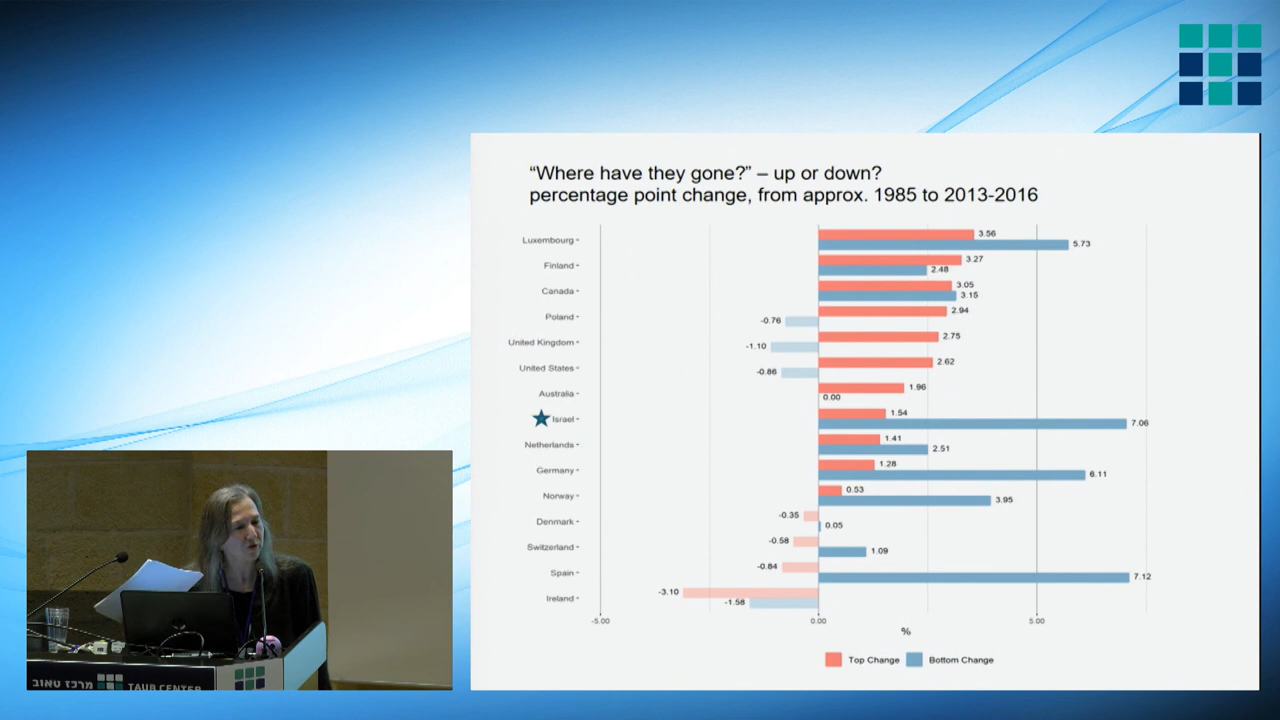 “Where have they gone?” – up or down?
percentage point change, from approx. 1985 to 2013-2016
Luxembourg
3.56
5.73
Finland
3.27
2.48
Canada
3.05
3.15
Poland
2.94
-0.76
United Kingdom
2.75
-1.10
United States
2.62
-0.86
Australia
1.96
0.00
Israel
1.54
7.06
Netherlands
1.41
2.51
Germany
1.28
6.11
Norway
0.53
3.95
Denmark
-0.35
0.05
Switzerland
-0.58
1.09
Spain
-0.84
7.12
Ireland
-3.10
-1.58
-5.00
0.00
5.00
%
Top Change
Bottom Change
מרכז טאוב
TAUB CENTER